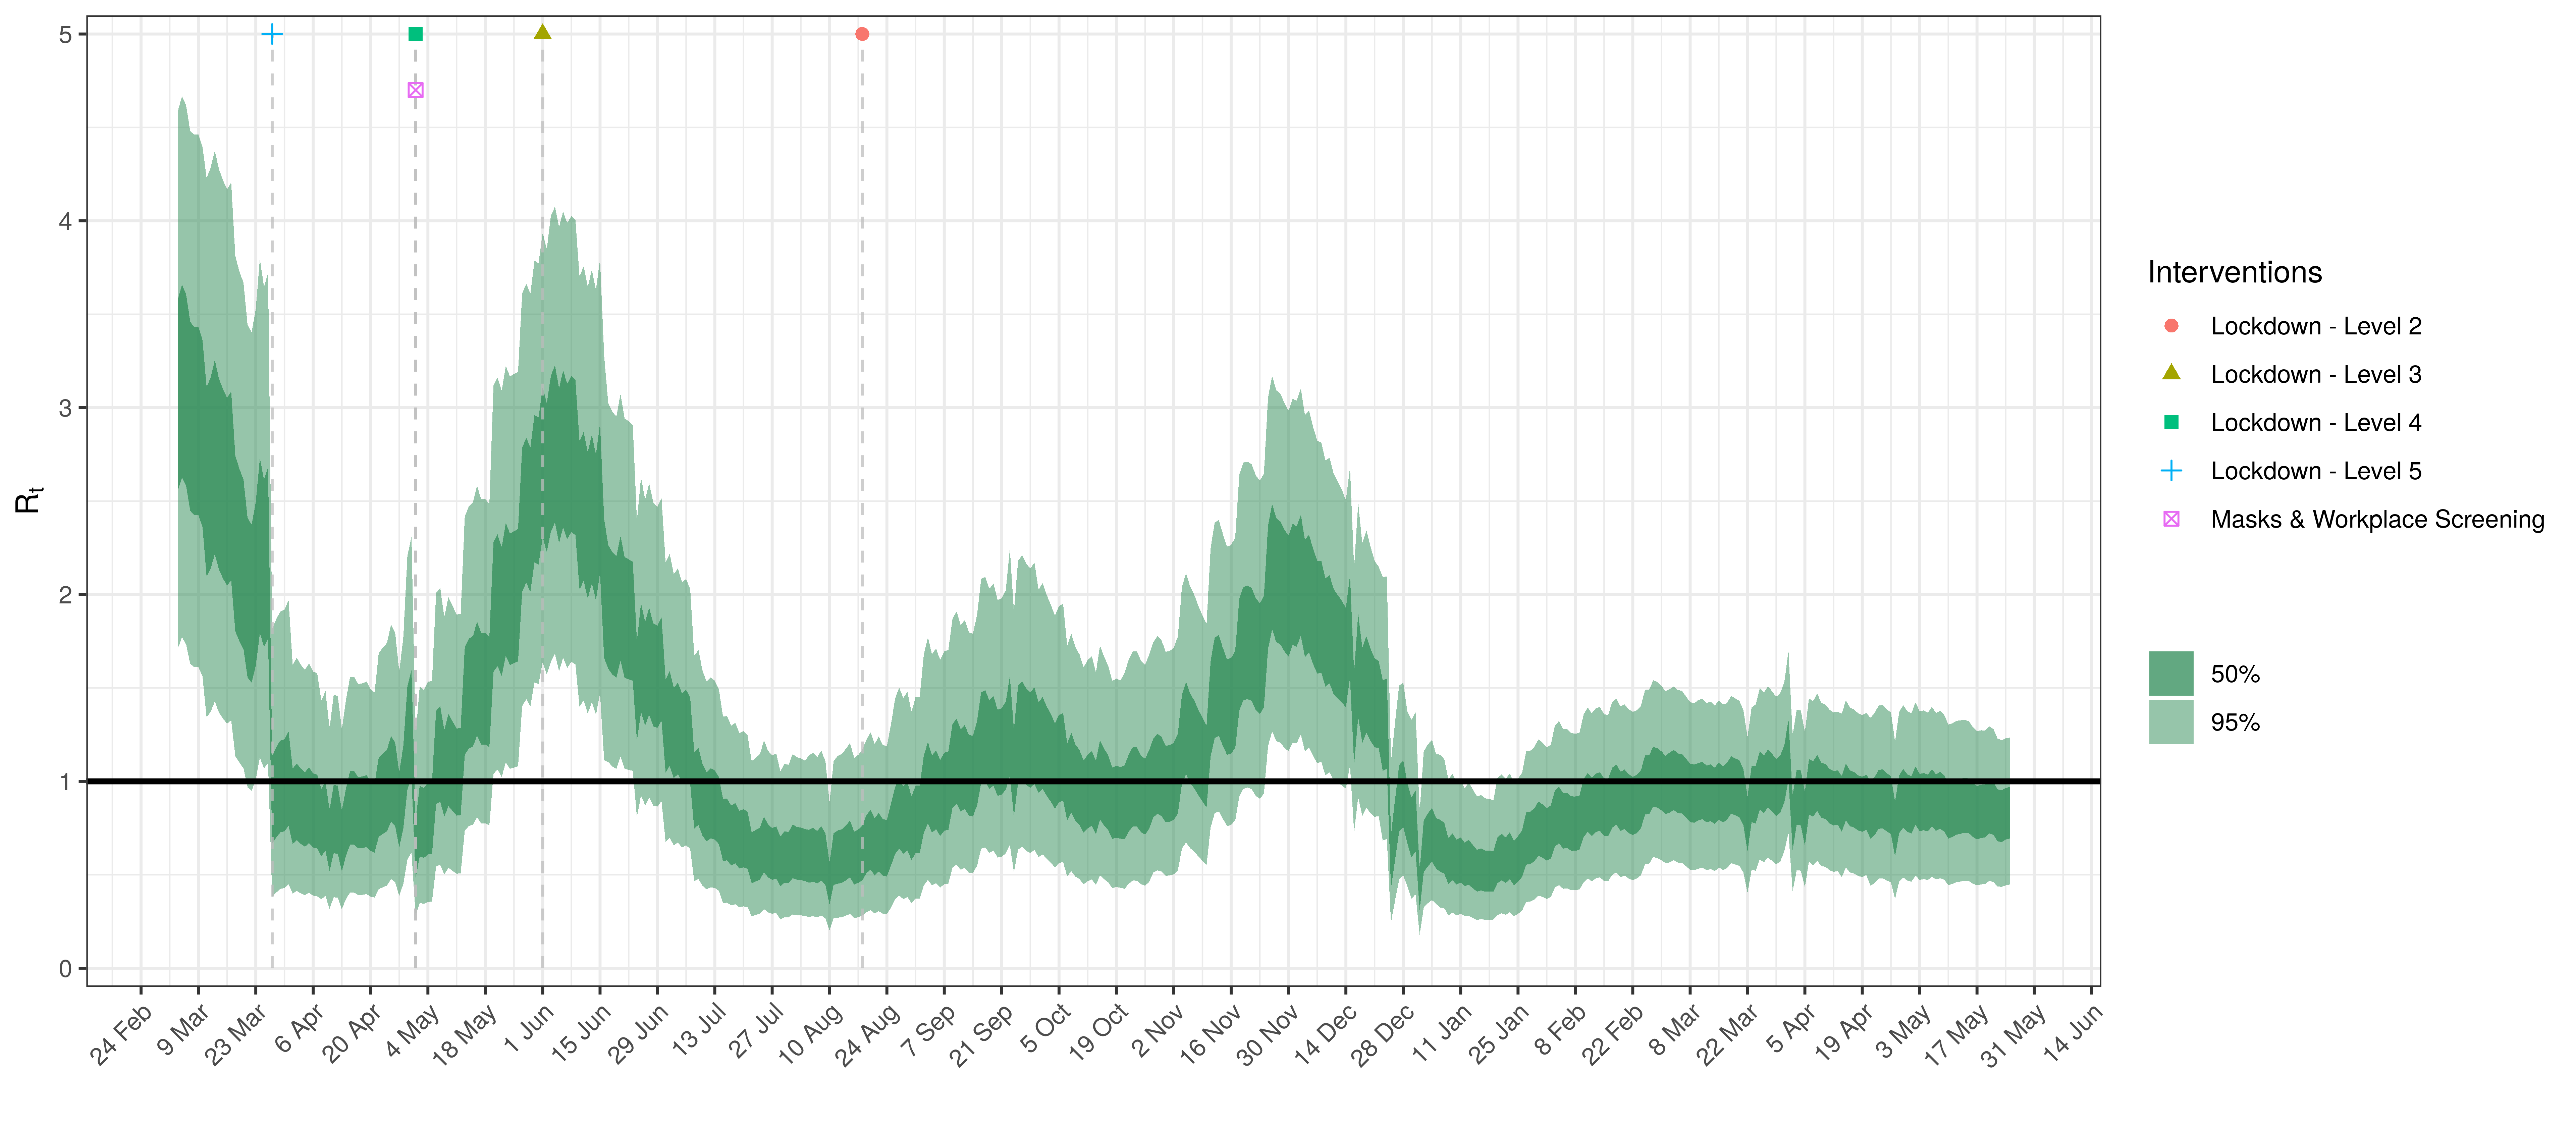 5
4
3
2
1
0
Rt
24 Feb
9 Mar
23 Mar
6 Apr
20 Apr
4 May
18 May
1 Jun
15 Jun
29 Jun
13 Jul
27 Jul
10 Aug
24 Aug
7 Sep
21 Sep
5 Oct
19 Oct
2 Nov
16 Nov
30 Nov
14 Dec
28 Dec
11 Jan
25 Jan
8 Feb
22 Feb
8 Mar
22 Mar
5 Apr
19 Apr
3 May
17 May
31 May
14 Jun
Interventions
Lockdown - Level 2
Lockdown - Level 3
Lockdown - Level 4
Lockdown - Level 5
Masks & Workplace Screening
50%
95%